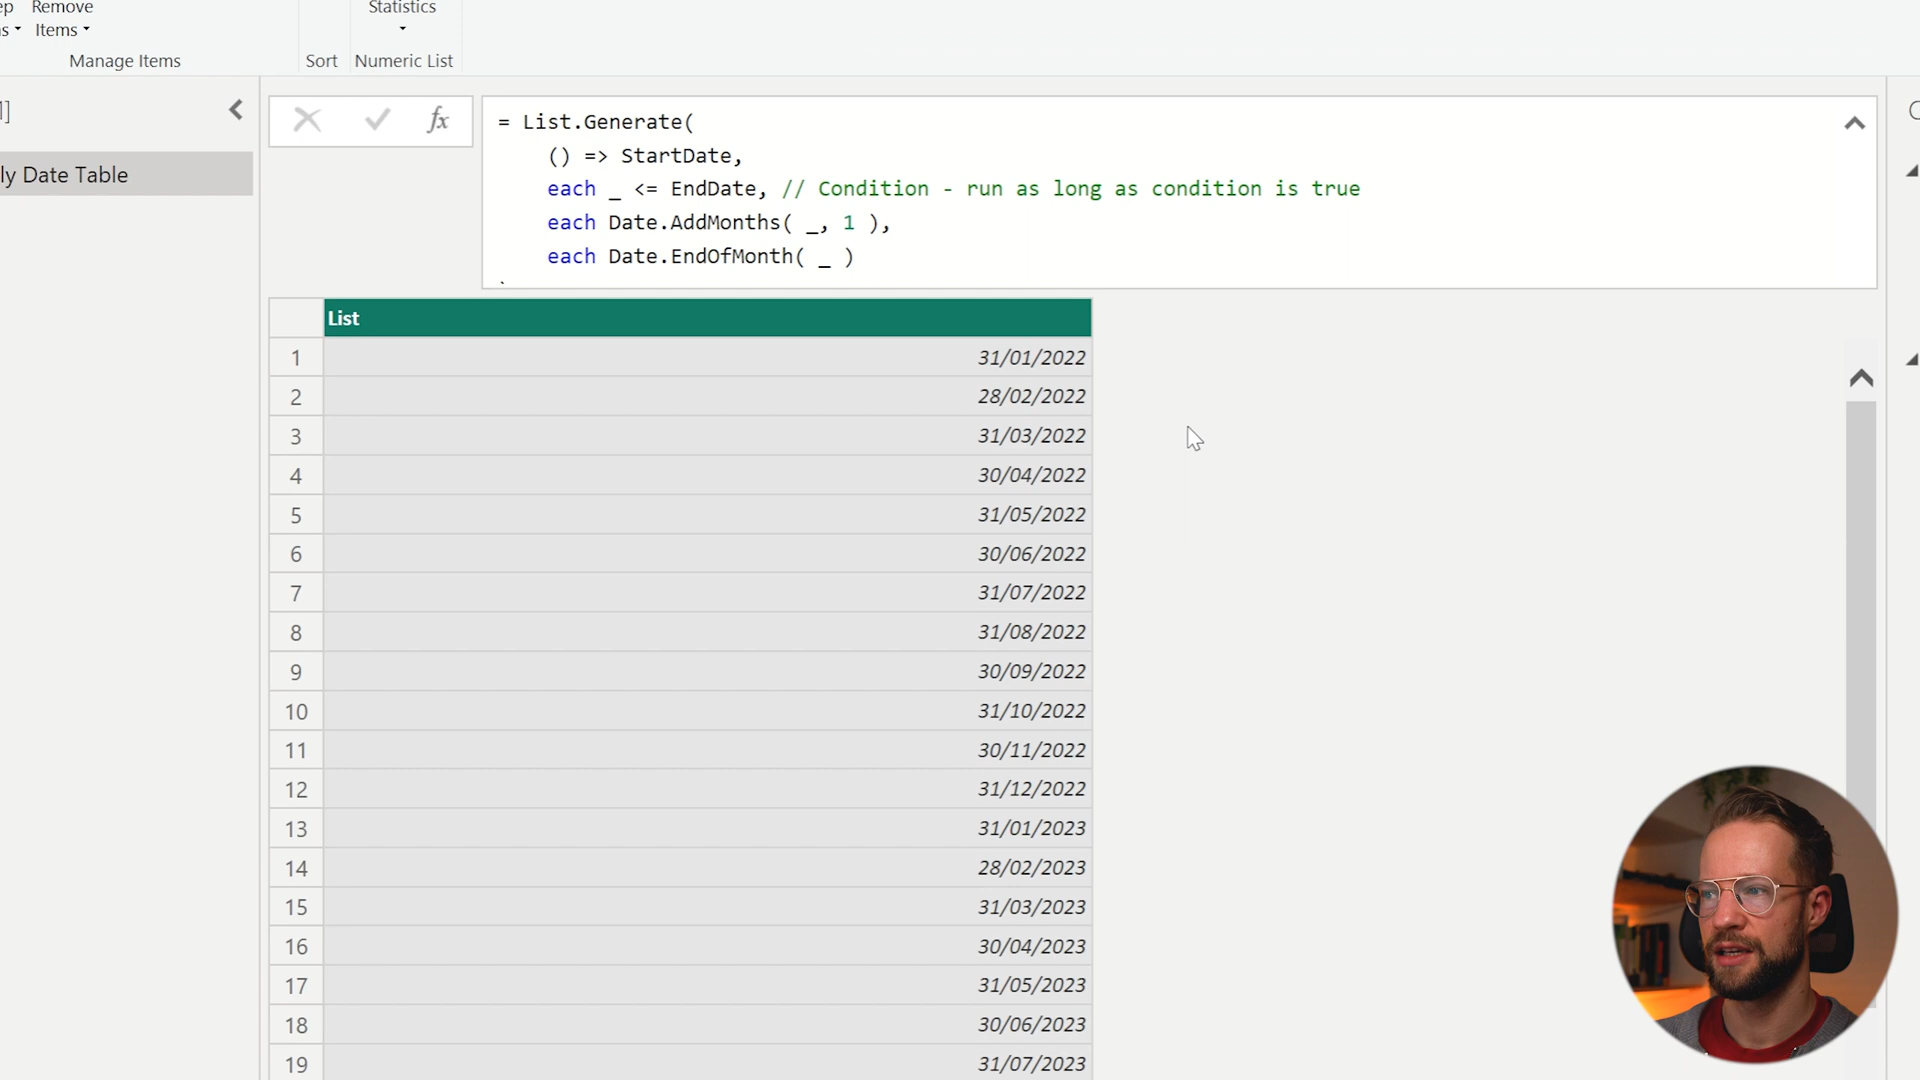 Remove
Items
Manage Items
Sort
Statistics
Numeric List
ly Date Table
fx
= List.Generate(
() => StartDate,
each _ <= EndDate, // Condition - run as long as condition is true
each Date.AddMonths( _, 1 ),
each Date.EndOfMonth( _ )
List
1 31/01/2022
2 28/02/2022
3 31/03/2022
4 30/04/2022
5 31/05/2022
6 30/06/2022
7 31/07/2022
8 31/08/2022
9 30/09/2022
10 31/10/2022
11 30/11/2022
12 31/12/2022
13 31/01/2023
14 28/02/2023
15 31/03/2023
16 30/04/2023
17 31/05/2023
18 30/06/2023
19 31/07/2023